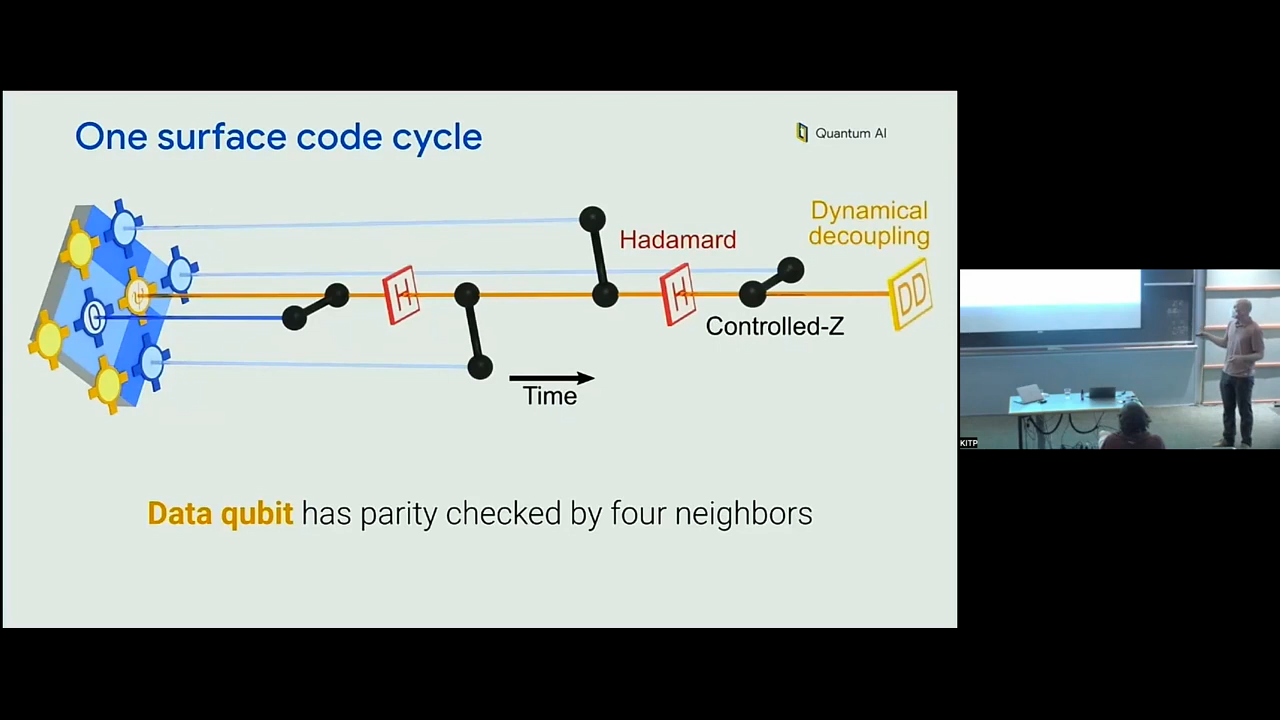 One surface code cycle
Quantum AI
Dynamical
decoupling
Hadamard
H
H
DD
Controlled-Z
Time
Data qubit has parity checked by four neighbors
KITP